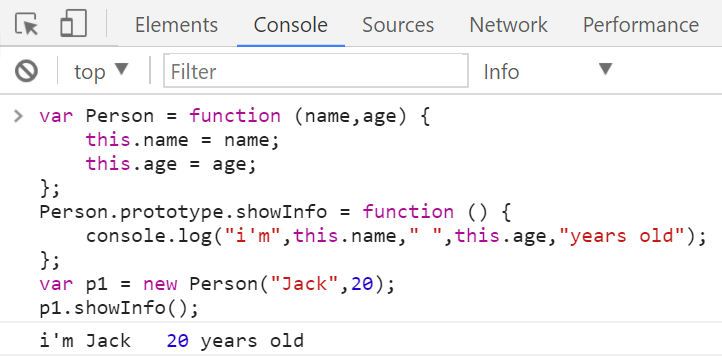 Elements Console Sources Network Performance
top Filter Info
> var Person = function (name,age) {
    this.name = name;
    this.age = age;
};
Person.prototype.showInfo = function () {
    console.log("i'm",this.name," ",this.age,"years old");
};
var p1 = new Person("Jack",20);
p1.showInfo();
i'm Jack   20 years old